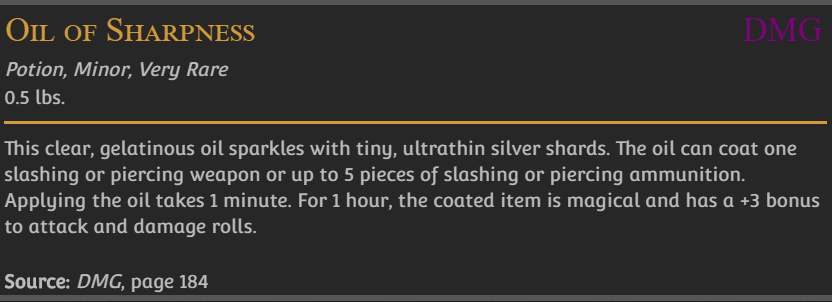 Oil of Sharpness DMG
Potion, Minor, Very Rare
0.5 lbs.
This clear, gelatinous oil sparkles with tiny, ultrathin silver shards. The oil can coat one
slashing or piercing weapon or up to 5 pieces of slashing or piercing ammunition.
Applying the oil takes 1 minute. For 1 hour, the coated item is magical and has a +3 bonus
to attack and damage rolls.
Source: DMG, page 184